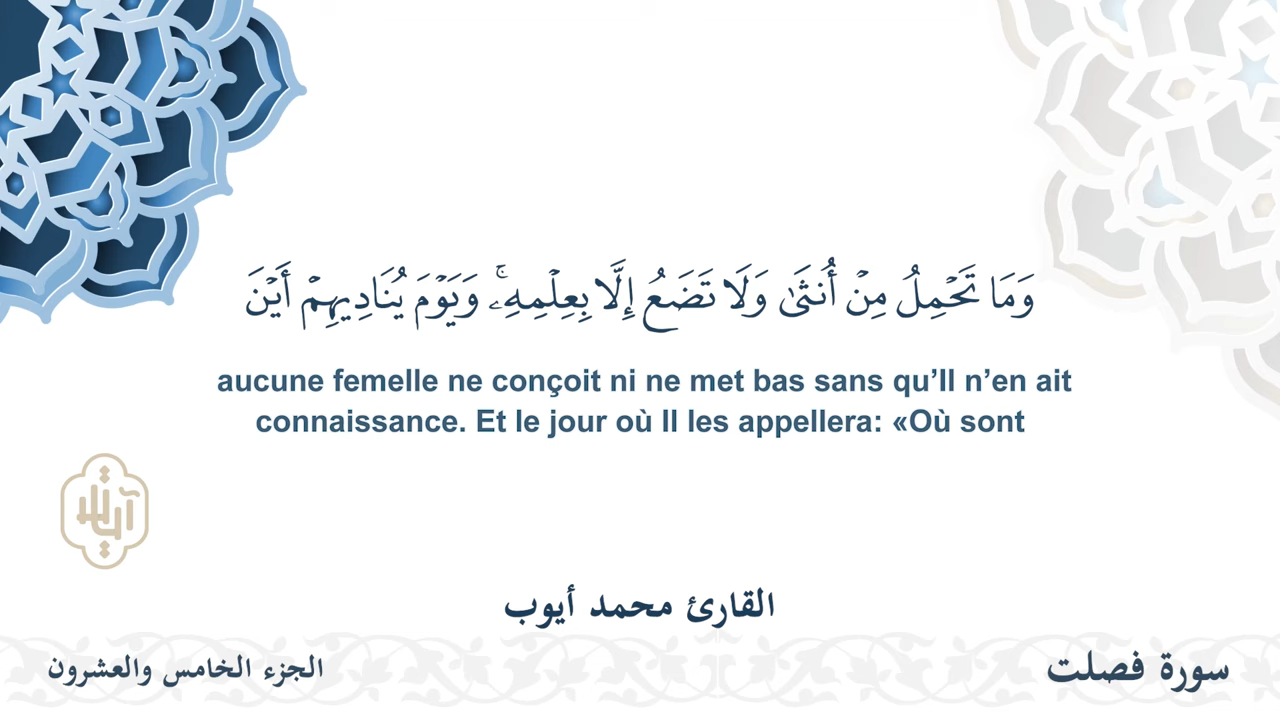 وَمَا تَحْمِلُ مِنْ أُنثَىٰ وَلَا تَضَعُ إِلَّا بِعِلْمِهِۦۚ وَيَوْمَ يُنَادِيهِمْ أَيْنَ
aucune femelle ne conçoit ni ne met bas sans qu’Il n’en ait
connaissance. Et le jour où Il les appellera: «Où sont
القارئ محمد أيوب
سورة فصلت
الجزء الخامس والعشرون